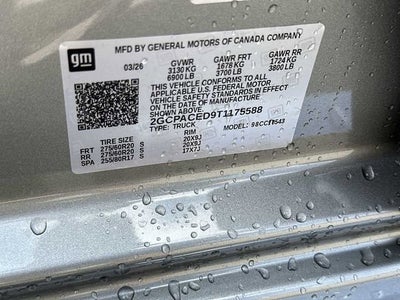 gm
MFD BY GENERAL MOTORS OF CANADA COMPANY
03/26 GVWR GAWR FRT GAWR RR
3130 KG 1678 KG 1724 KG
6900 LB 3700 LB 3800 LB
THIS VEHICLE CONFORMS TO ALL APPLICABLE
U.S. FEDERAL MOTOR
VEHICLE SAFETY STANDARDS IN EFFECT
ON THE DATE OF MANUFACTURE
2GCPACED9T1175588
TYPE: TRUCK MODEL:
TIRE SIZE RIM
FRT 275/60R20 S 20X9J
RR 275/60R20 S 20X9J
SP 255/80R17 S 17X7J